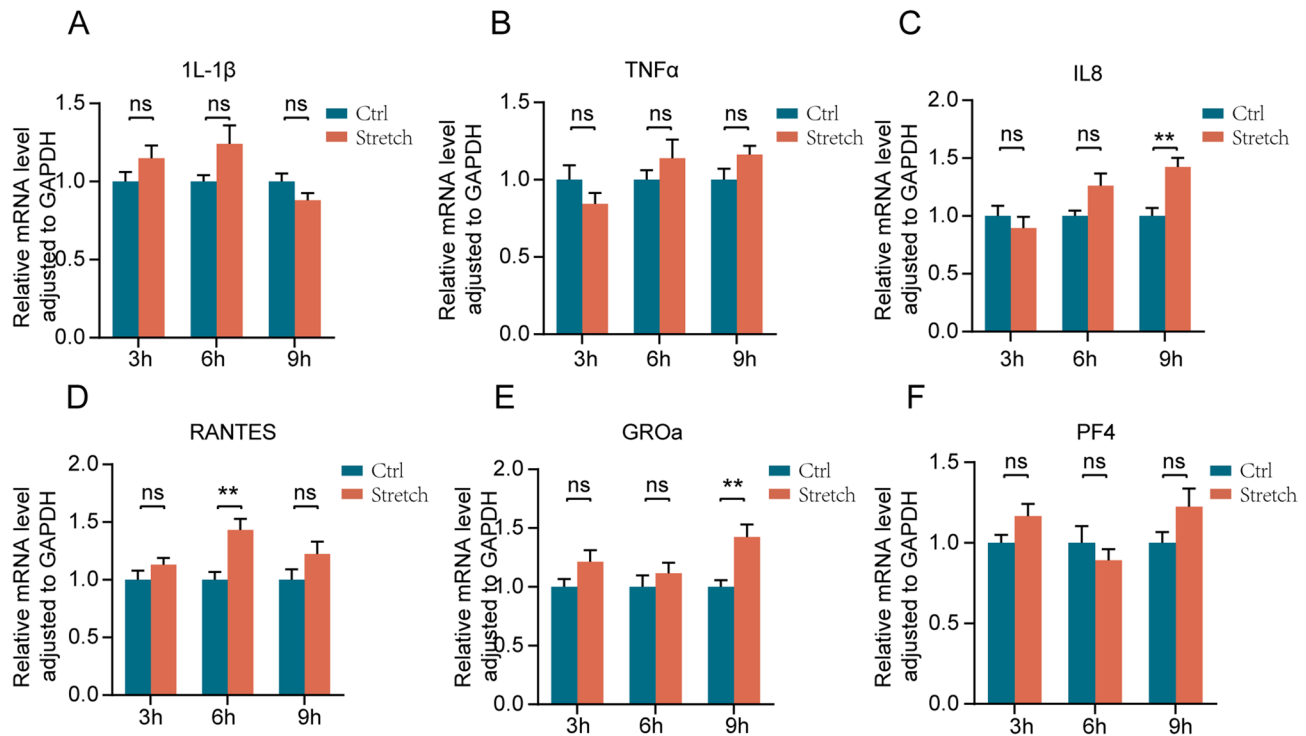 A
1L-1β
Relative mRNA level
adjusted to GAPDH
1.5
1.0
0.5
0.0
ns
ns
ns
Ctrl
Stretch
3h
6h
9h
B
TNFα
Relative mRNA level
adjusted to GAPDH
1.5
1.0
0.5
0.0
ns
ns
ns
Ctrl
Stretch
3h
6h
9h
C
IL8
Relative mRNA level
adjusted to GAPDH
2.0
1.5
1.0
0.5
0.0
ns
ns
**
Ctrl
Stretch
3h
6h
9h
D
RANTES
Relative mRNA level
adjusted to GAPDH
2.0
1.5
1.0
0.5
0.0
ns
**
ns
Ctrl
Stretch
3h
6h
9h
E
GROa
Relative mRNA level
adjusted to GAPDH
2.0
1.5
1.0
0.5
0.0
ns
ns
**
Ctrl
Stretch
3h
6h
9h
F
PF4
Relative mRNA level
adjusted to GAPDH
1.5
1.0
0.5
0.0
ns
ns
ns
Ctrl
Stretch
3h
6h
9h